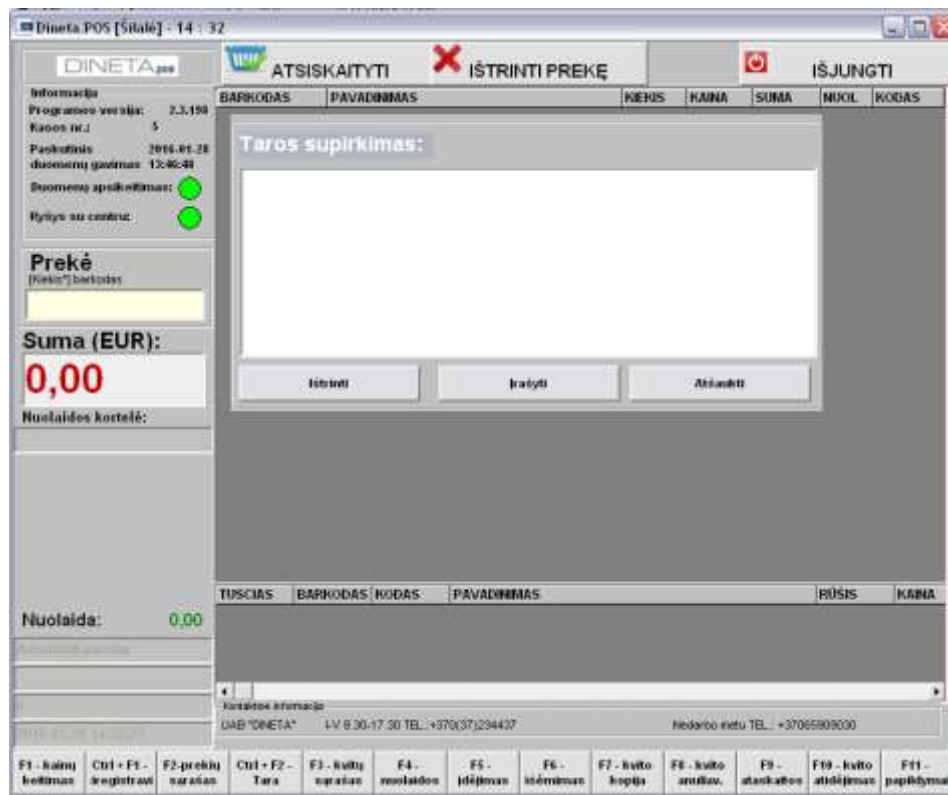 Dineta.POS [Šilalė] - 14 : 32
DINETA.pos
ATSISKAITYTI
IŠTRINTI PREKĘ
IŠJUNGTI
Informacija
Programos versija: 2.3.198
Kasos nr.: 5
Paskutinis 2016-01-28
duomenų gavimas 13:46:48
Duomenų apsikeitimas:
Ryšys su centru:
BARKODAS PAVADINIMAS KIEKIS KAINA SUMA NUOL KODAS
Taros supirkimas:
Ištrinti Įrašyti Atšaukti
Prekė
[Kiekis*] barkodas
Suma (EUR):
0,00
Nuolaidos kortelė:
TUSCIAS BARKODAS KODAS PAVADINIMAS RŪŠIS KAINA
Nuolaida: 0,00
Kontaktinė informacija
UAB "DINETA" I-V 8.30-17.30 TEL.: +370(37)234437 Nedarbo metu TEL.: +37065909030
F1 - kainų keitimas
Ctrl + F1 -
F2-prekių sarašas
Ctrl + F2 - Tara
F3 - kvitų sąrašas
F4 - nuolaidos
F5 - įdėjimas
F6 - išėmimas
F7 - kvito kopija
F8 - kvito anuliav.
F9 - ataskaitos
F10 - kvito atidėjimas
F11 - papildymai